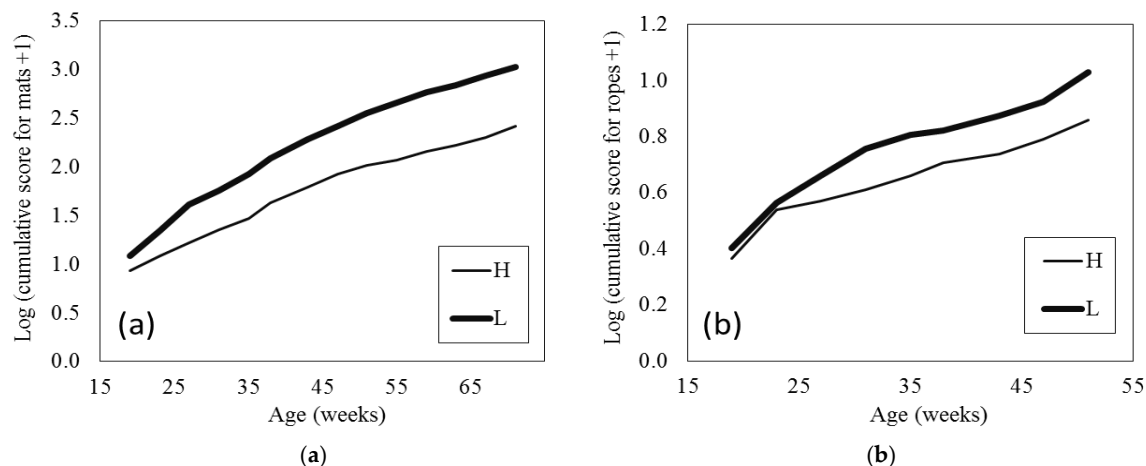 Log (cumulative score for mats +1)
3.5
3.0
2.5
2.0
1.5
1.0
0.5
0.0
15 25 35 45 55 65
Age (weeks)
H
L
(a)
(a)
Log (cumulative score for ropes +1)
1.2
1.0
0.8
0.6
0.4
0.2
0.0
15 25 35 45 55
Age (weeks)
H
L
(b)
(b)